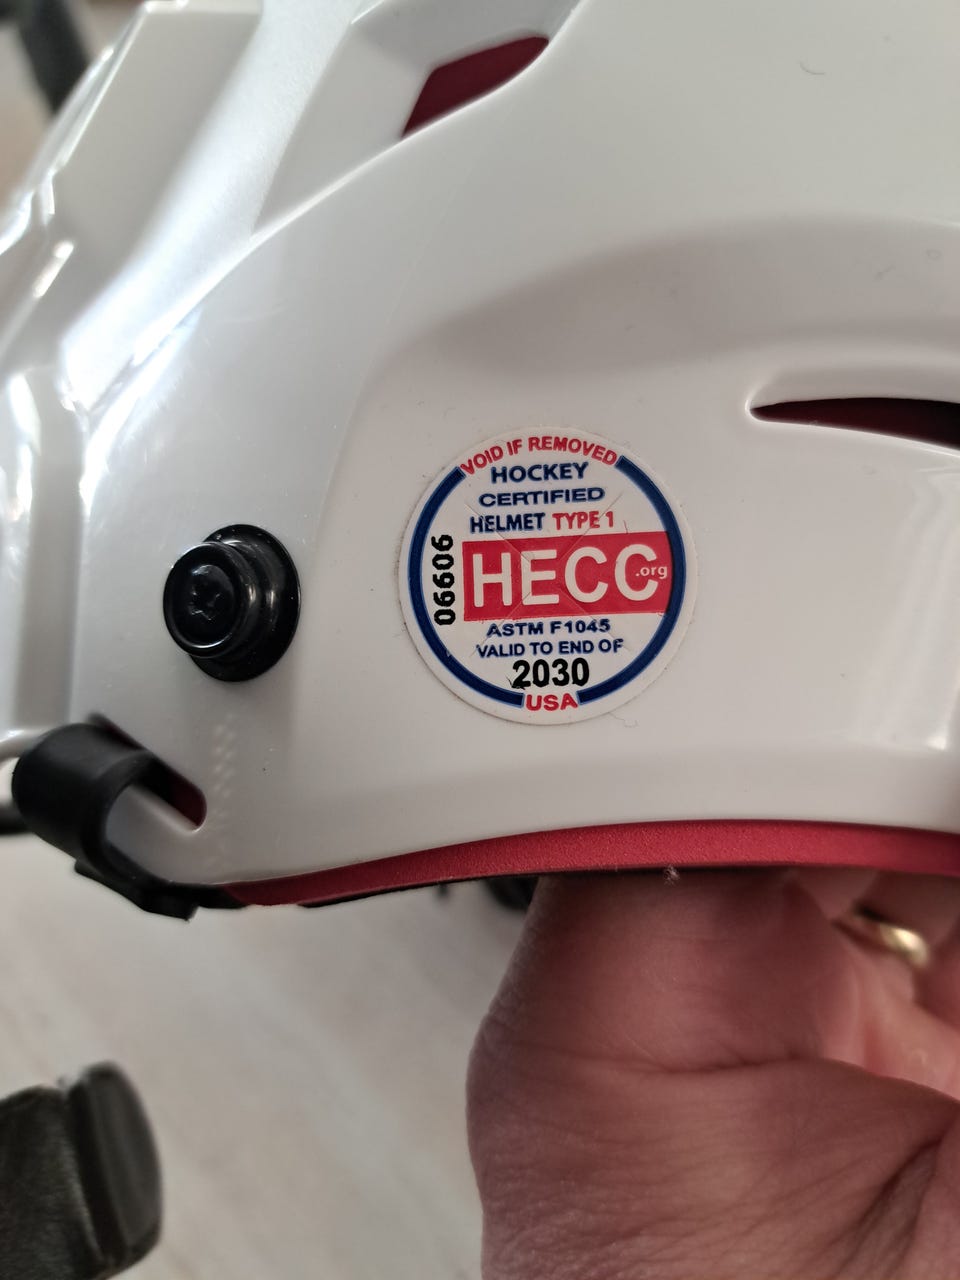 VOID IF REMOVED
HOCKEY
CERTIFIED
HELMET TYPE 1
06606
HECC.org
ASTM F1045
VALID TO END OF
2030
USA